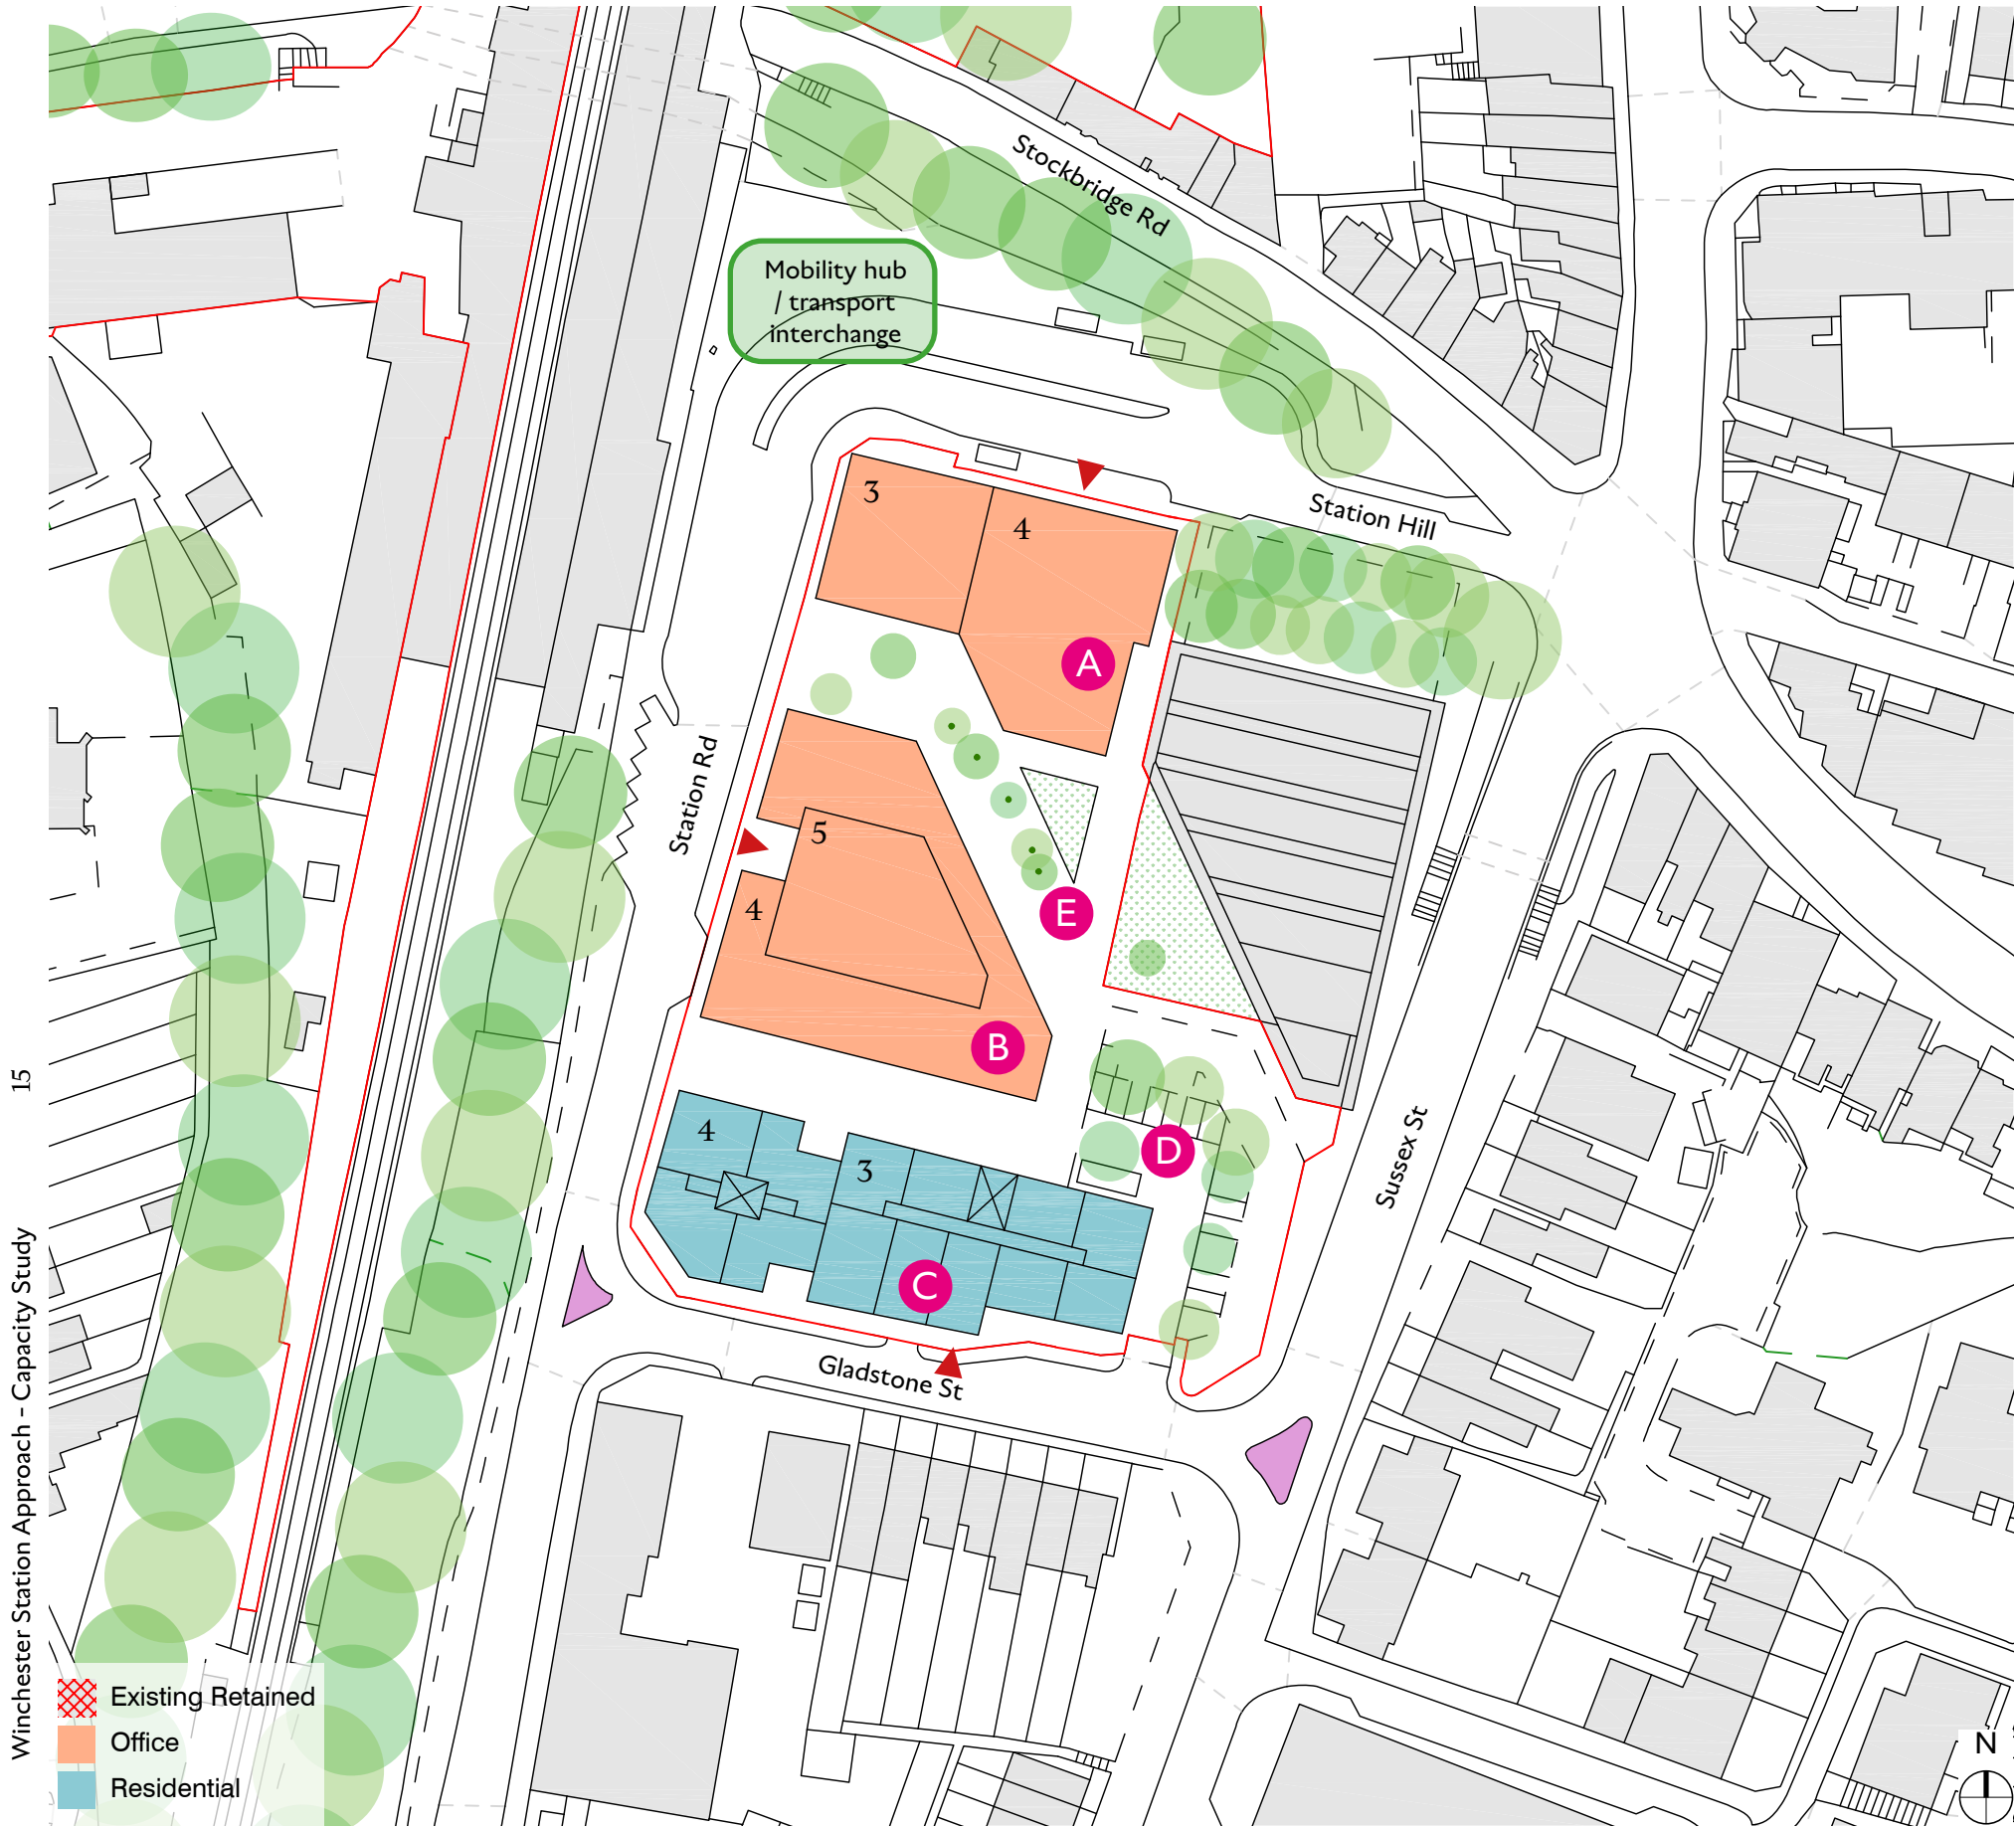 Stockbridge Rd
Mobility hub
/ transport
interchange
3
4
Station Hill
A
Station Rd
5
4
E
B
15
4
3
D
Sussex St
C
Gladstone St
Winchester Station Approach - Capacity Study
Existing Retained
Office
Residential
N